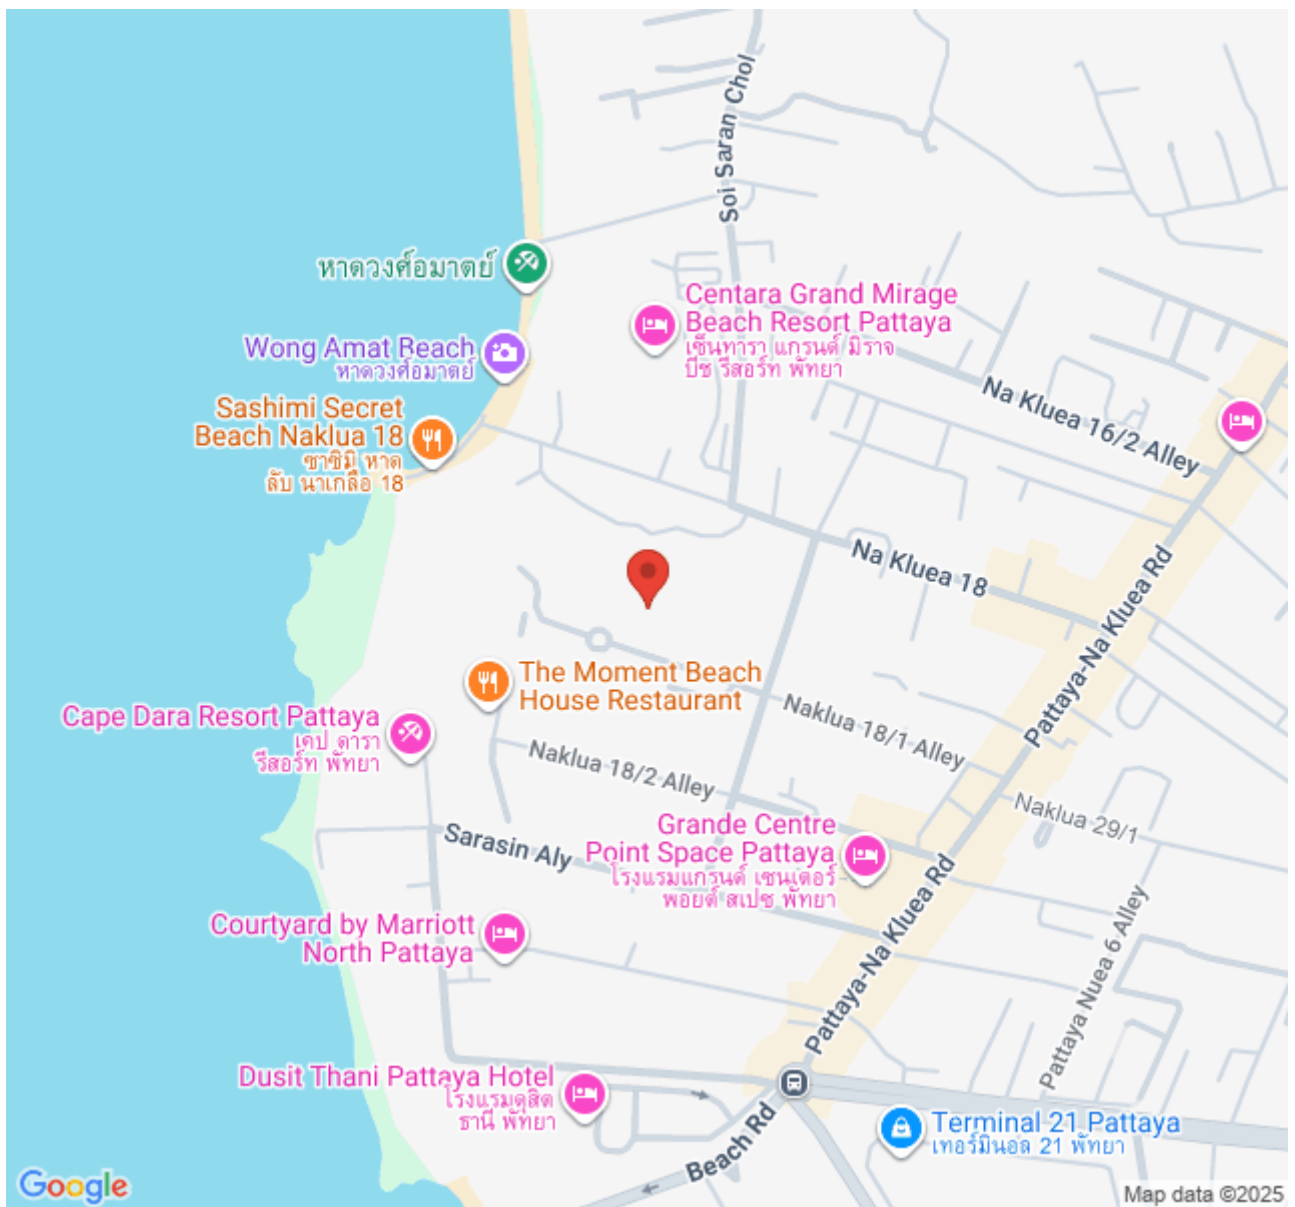 Soi Saran Chol
หาดวงศ์อมาตย์
Centara Grand Mirage
Beach Resort Pattaya
เซ็นทารา แกรนด์ มิราจ
บีช รีสอร์ท พัทยา
Wong Amat Beach
หาดวงศ์อมาตย์
Sashimi Secret
Beach Naklua 18
ซาซิมิ หาด
ลับ นาเกลือ 18
Na Kluea 16/2 Alley
Na Kluea 18
Pattaya-Na Kluea Rd
The Moment Beach
House Restaurant
Naklua 18/1 Alley
Cape Dara Resort Pattaya
เคป ดารา
รีสอร์ท พัทยา
Naklua 18/2 Alley
Naklua 29/1
Grande Centre
Point Space Pattaya
โรงแรมแกรนด์ เซนเตอร์
พอยต์ สเปซ พัทยา
Sarasin Aly
Pattaya-Na Kluea Rd
Pattaya Nuea 6 Alley
Courtyard by Marriott
North Pattaya
Dusit Thani Pattaya Hotel
โรงแรมดุสิต
ธานี พัทยา
Beach Rd
Terminal 21 Pattaya
เทอร์มินอล 21 พัทยา
Google
Map data ©2025